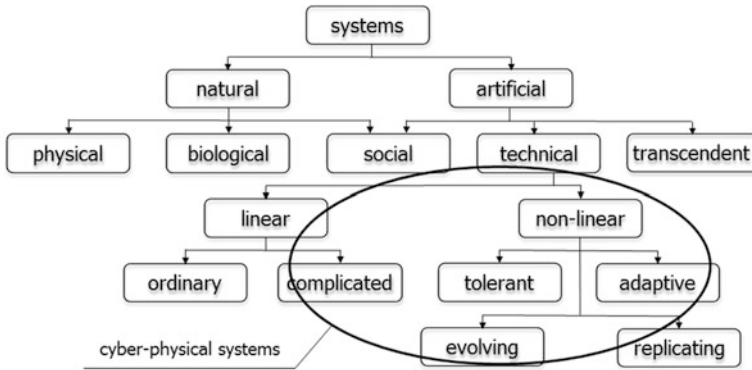 systems
natural
artificial
physical
biological
social
technical
transcendent
linear
non-linear
ordinary
complicated
tolerant
adaptive
cyber-physical systems
evolving
replicating